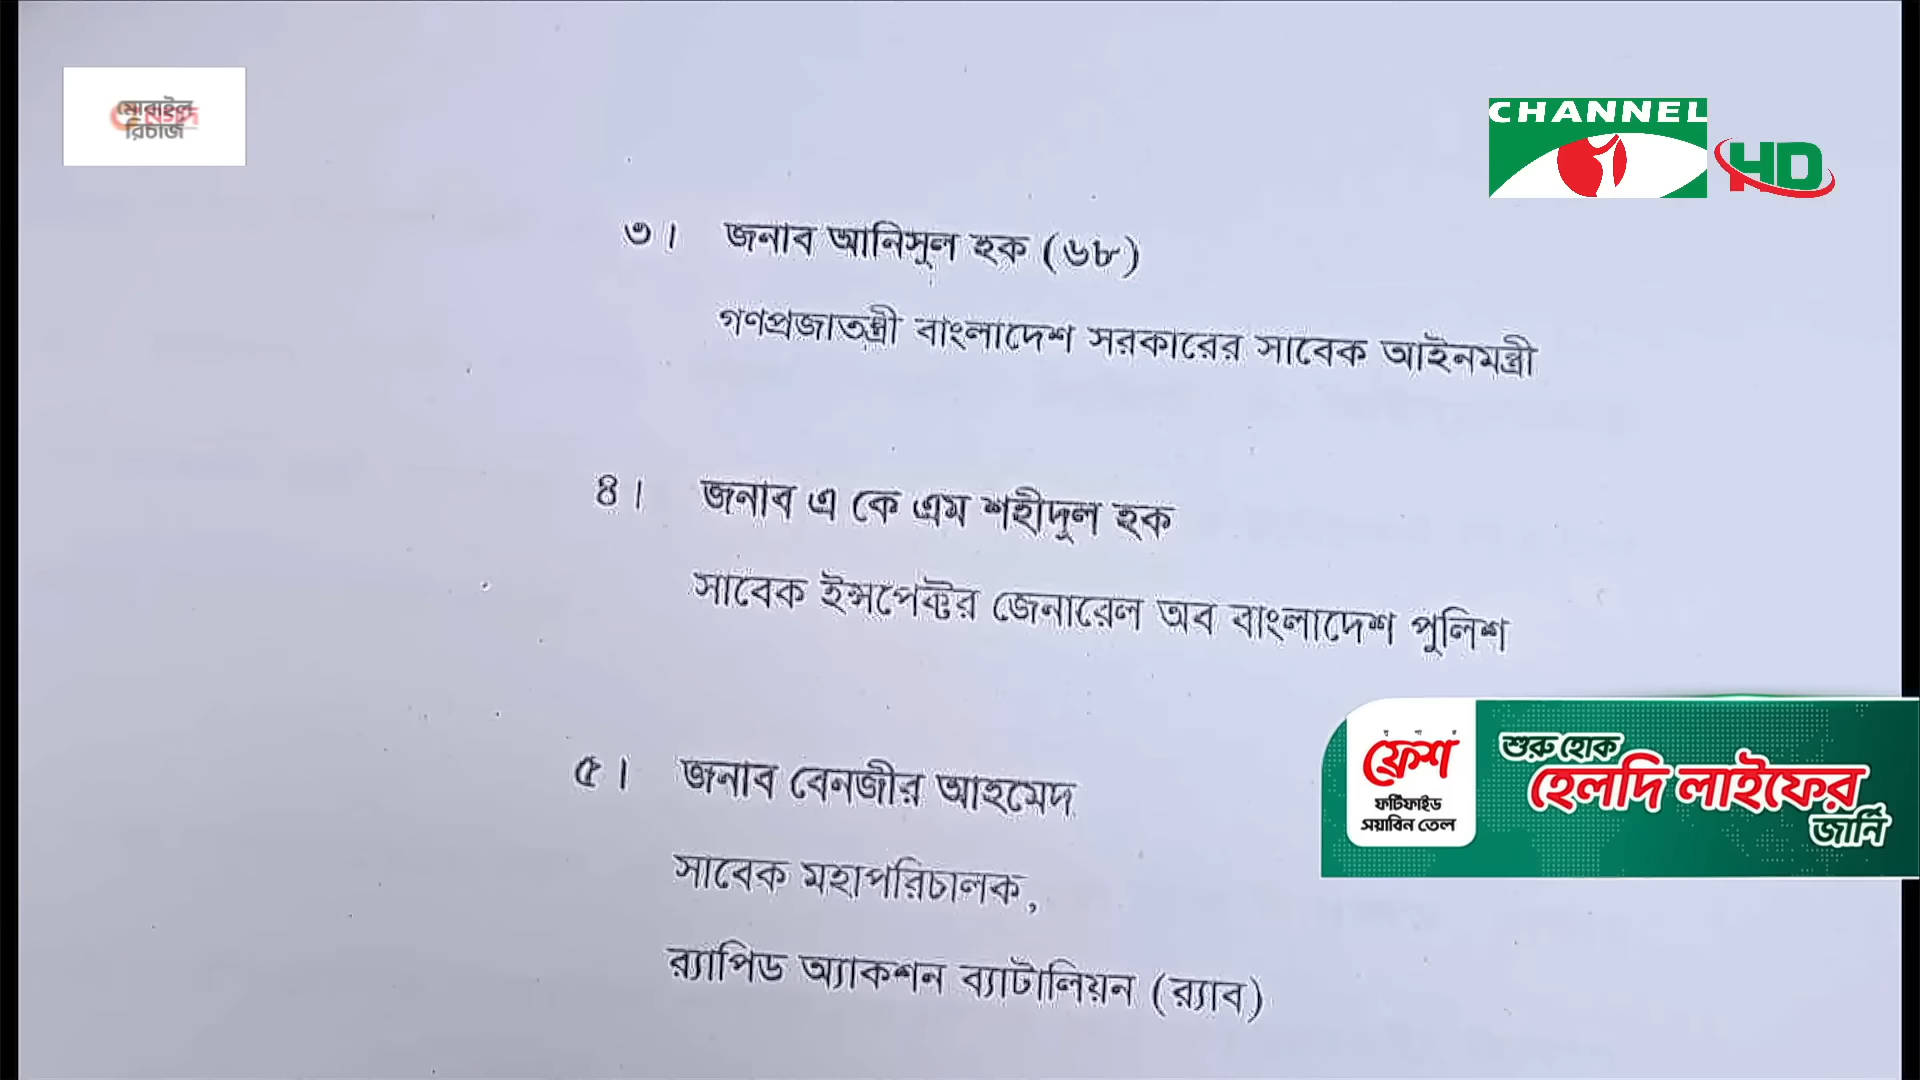 মোবাইল
রিচার্জ
CHANNEL
i HD
৩। জনাব আনিসুল হক (৬৮)
গণপ্রজাতন্ত্রী বাংলাদেশ সরকারের সাবেক আইনমন্ত্রী
৪। জনাব এ কে এম শহীদুল হক
সাবেক ইন্সপেক্টর জেনারেল অব বাংলাদেশ পুলিশ
৫। জনাব বেনজীর আহমেদ
সাবেক মহাপরিচালক,
র‍্যাপিড অ্যাকশন ব্যাটালিয়ন (র‍্যাব)
সুপার
ফ্রেশ
ফর্টিফাইড
সয়াবিন তেল
শুরু হোক
হেলদি লাইফের
জার্নি